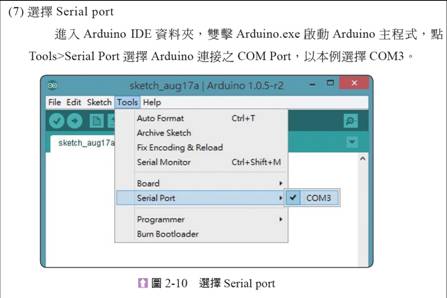 (7) 選擇 Serial port
進入 Arduino IDE 資料夾，雙擊 Arduino.exe 啟動 Arduino 主程式，點
Tools>Serial Port 選擇 Arduino 連接之 COM Port，以本例選擇 COM3。
sketch_aug17a | Arduino 1.0.5-r2
File Edit Sketch Tools Help
Auto Format Ctrl+T
Archive Sketch
sketch_aug17a
Fix Encoding & Reload
Serial Monitor Ctrl+Shift+M
Board
Serial Port
COM3
Programmer
Burn Bootloader
圖 2-10 選擇 Serial port